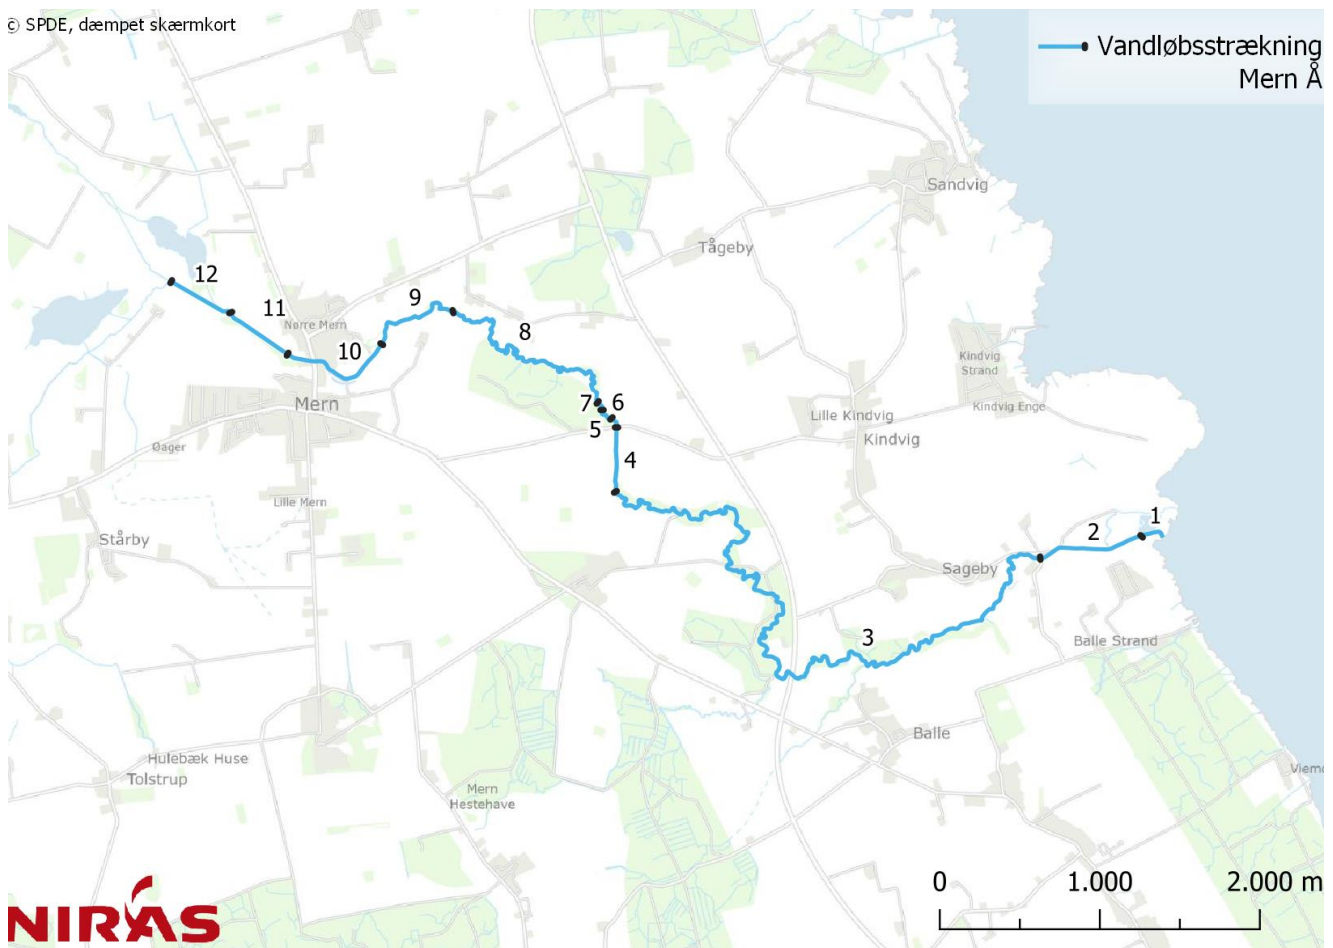 © SPDE, dæmpet skærmkort
Vandløbsstrækning
Mern Å
Sandvig
Tågeby
12
11
9
Nørre Mern
8
10
Kindvig
Strand
Mern
7
6
Kindvig Enge
Lille Kindvig
5
Kindvig
Øager
4
Lille Mern
1
2
Stårby
Sageby
3
Balle Strand
Balle
Hulebæk Huse
Tolstrup
Mern
Hestehave
0
1.000
2.000 m
NIRAS